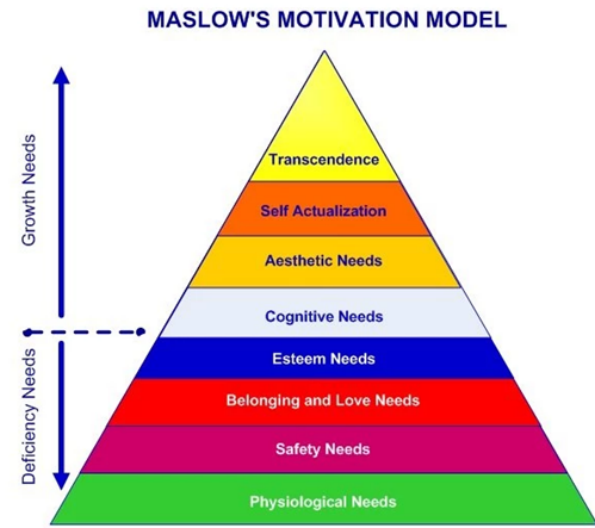 MASLOW'S MOTIVATION MODEL
Growth Needs
Deficiency Needs
Transcendence
Self Actualization
Aesthetic Needs
Cognitive Needs
Esteem Needs
Belonging and Love Needs
Safety Needs
Physiological Needs